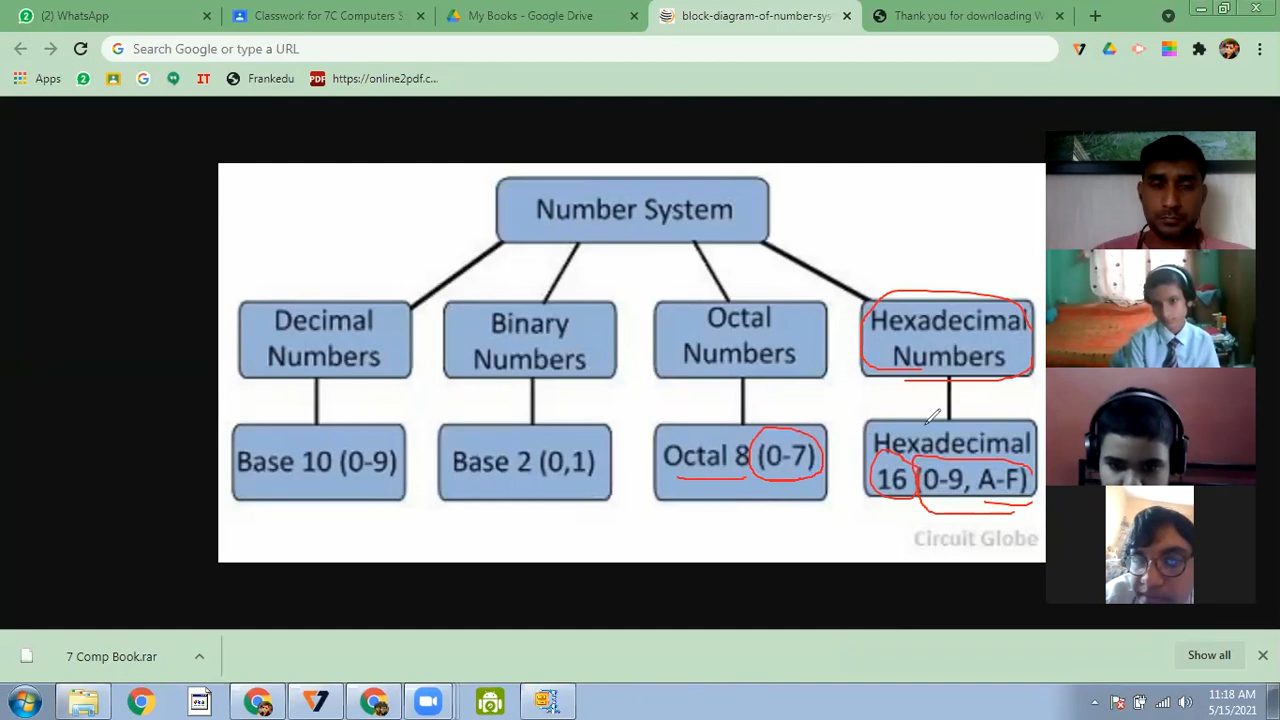 (2) WhatsApp
Classwork for 7C Computers S
My Books - Google Drive
block-diagram-of-number-sys
Thank you for downloading W
Search Google or type a URL
Apps
IT
Frankedu
PDF
https://online2pdf.c...
Number System
Decimal
Numbers
Binary
Numbers
Octal
Numbers
Hexadecimal
Numbers
Base 10 (0-9)
Base 2 (0,1)
Octal 8 (0-7)
Hexadecimal
16 (0-9, A-F)
Circuit Globe
7 Comp Book.rar
Show all
11:18 AM
5/15/2021